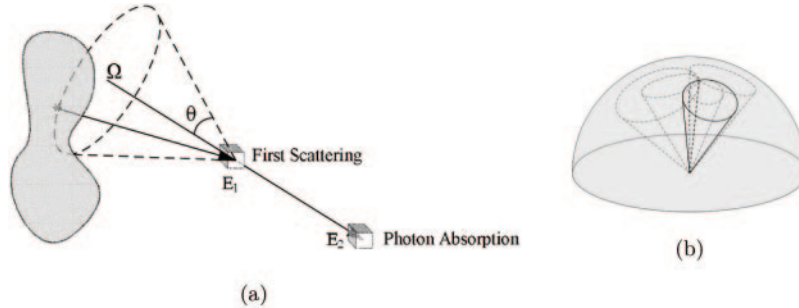 Ω
θ
First Scattering
E1
E2
Photon Absorption
(a)
(b)